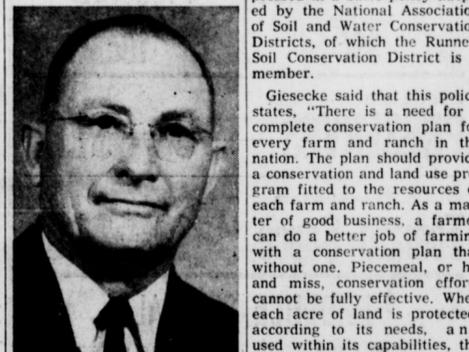 ed by the National Associatio
of Soil and Water Conservatio
Districts, of which the Runne
Soil Conservation District is
member.
Giesecke said that this polic
states, "There is a need for
complete conservation plan fo
every farm and ranch in th
nation. The plan should provid
a conservation and land use pr
gram fitted to the resources
each farm and ranch. As a ma
ter of good business, a farme
can do a better job of farmin
with a conservation plan tha
without one. Piecemeal, or h
and miss, conservation effor
cannot be fully effective. Whe
each acre of land is protecte
according to its needs, an
used within its capabilities, th